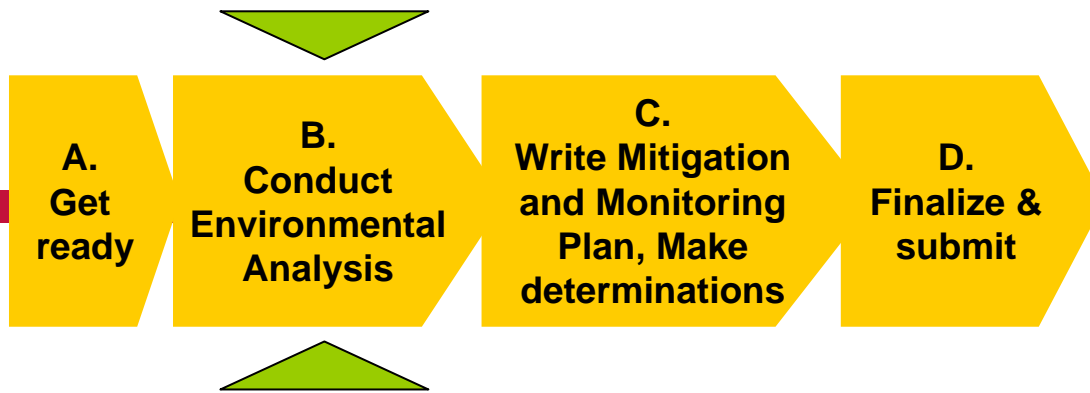 A.
Get
ready
B.
Conduct
Environmental
Analysis
C.
Write Mitigation
and Monitoring
Plan, Make
determinations
D.
Finalize &
submit